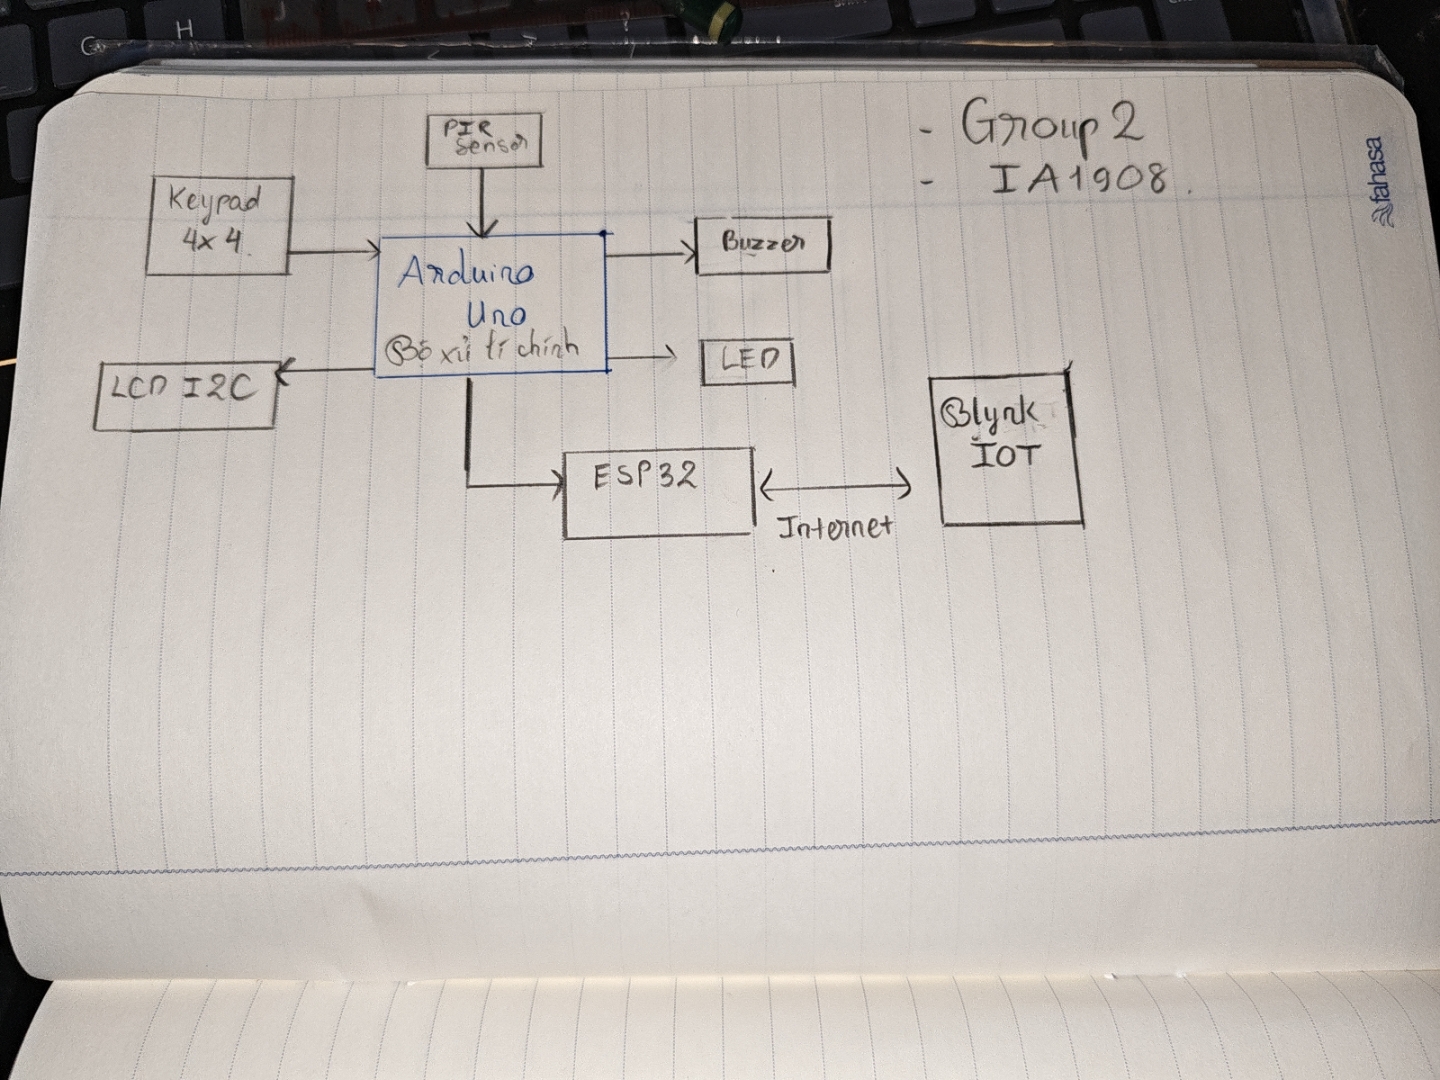 - Group 2
- IA1908.
fahasa
PIR
Sensor
Keypad
4x4.
Arduino
Uno
Bộ xử lí chính
Buzzer
LED
LCD I2C
ESP32
Internet
Blynk
IOT
G
H